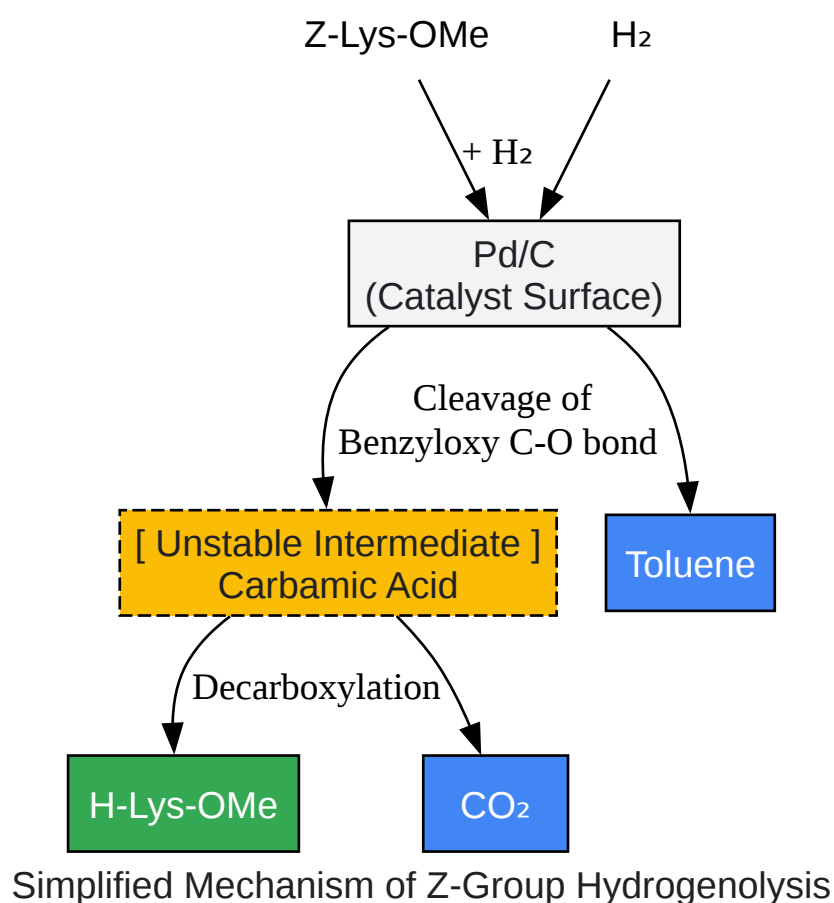 Z-Lys-OMe
H₂
+ H₂
Pd/C
(Catalyst Surface)
Cleavage of
Benzyloxy C-O bond
[ Unstable Intermediate ]
Carbamic Acid
Toluene
Decarboxylation
H-Lys-OMe
CO₂
Simplified Mechanism of Z-Group Hydrogenolysis